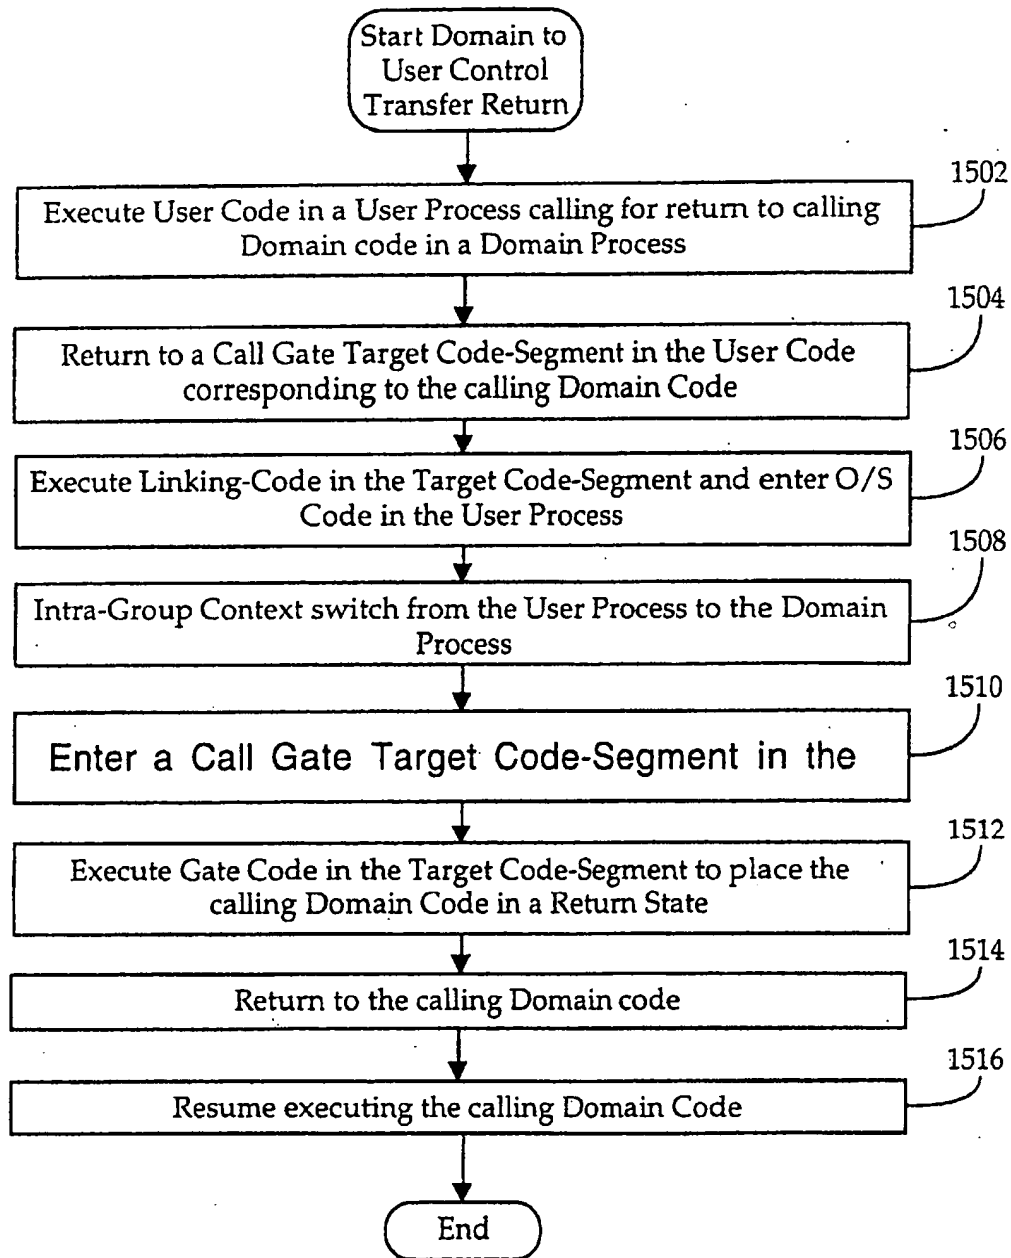 Start Domain to
User Control
Transfer Return
1502
Execute User Code in a User Process calling for return to calling
Domain code in a Domain Process
1504
Return to a Call Gate Target Code-Segment in the User Code
corresponding to the calling Domain Code
1506
Execute Linking-Code in the Target Code-Segment and enter O/S
Code in the User Process
1508
Intra-Group Context switch from the User Process to the Domain
Process
1510
Enter a Call Gate Target Code-Segment in the
1512
Execute Gate Code in the Target Code-Segment to place the
calling Domain Code in a Return State
1514
Return to the calling Domain code
1516
Resume executing the calling Domain Code
End